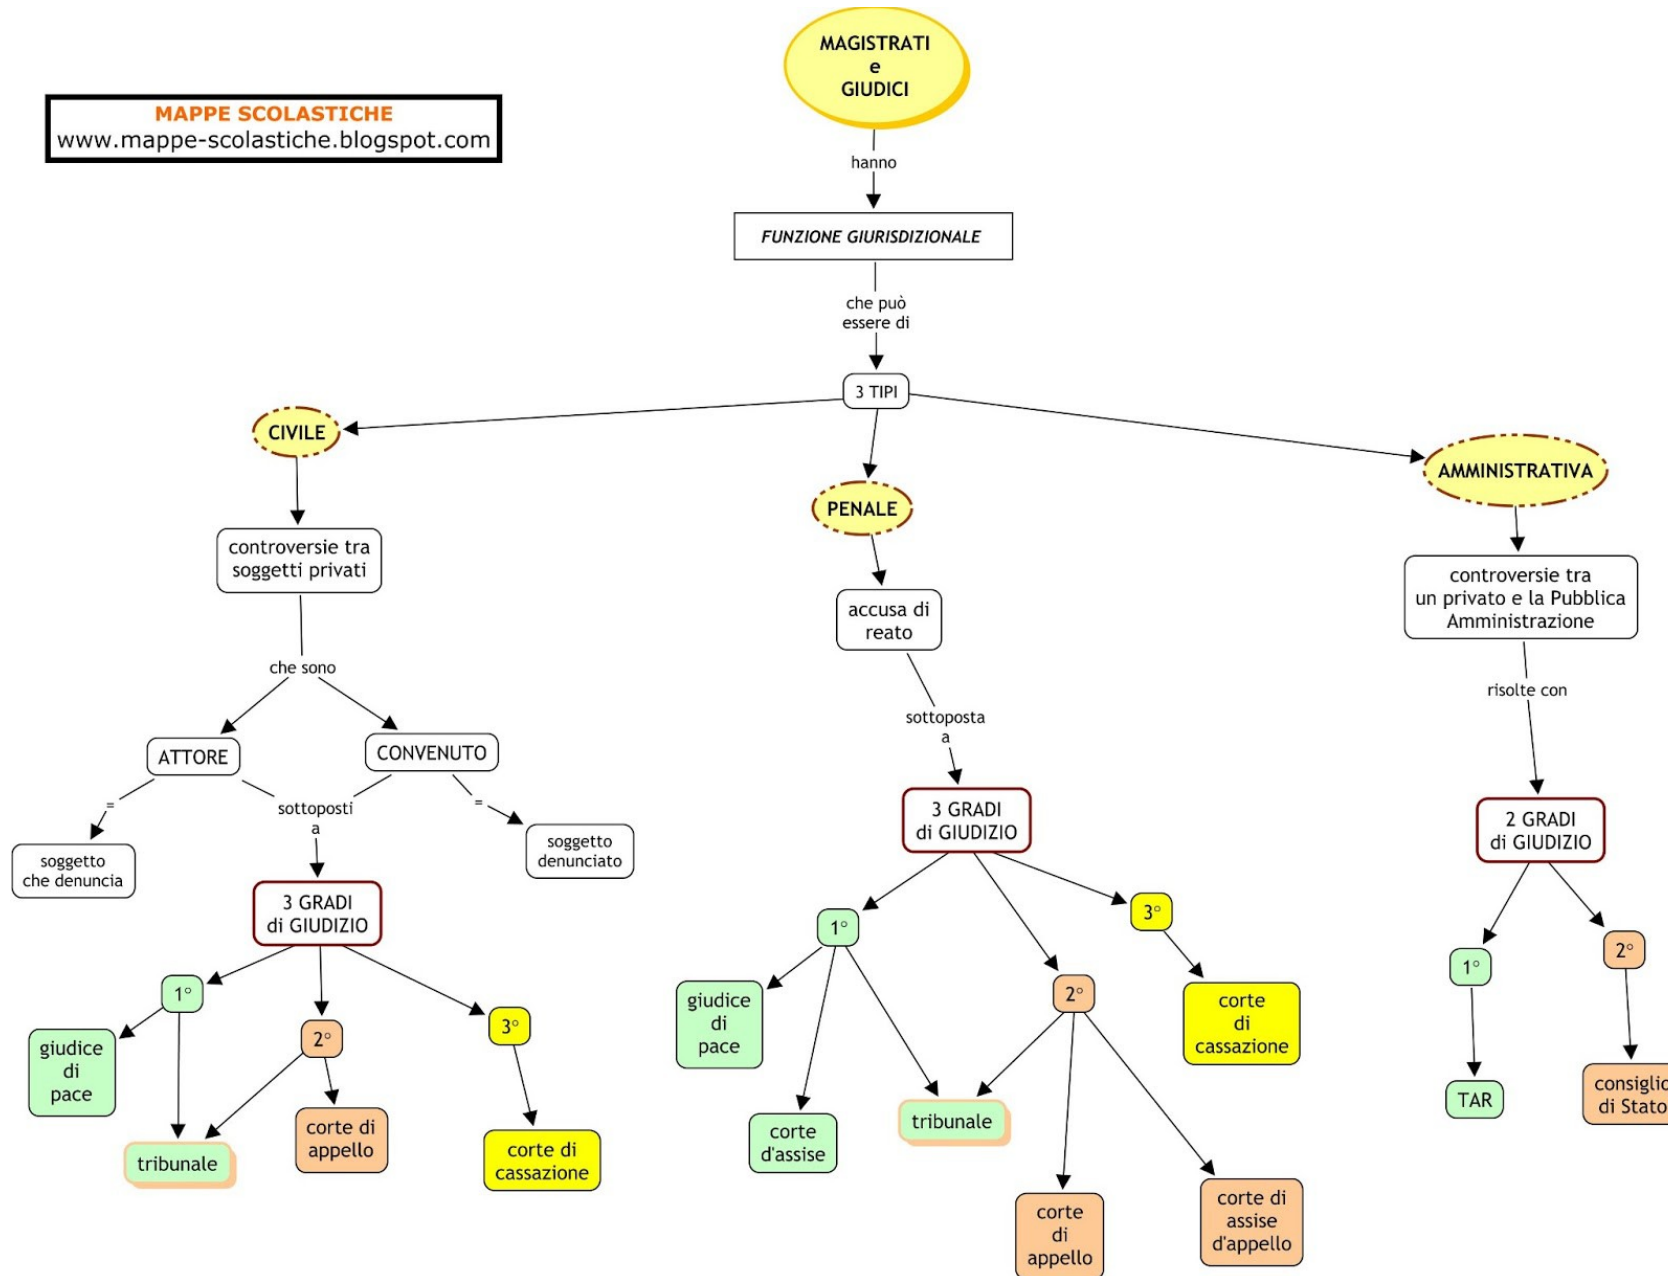 MAGISTRATI
e
GIUDICI
MAPPE SCOLASTICHE
www.mappe-scolastiche.blogspot.com
hanno
FUNZIONE GIURISDIZIONALE
che può
essere di
3 TIPI
CIVILE
controversie tra
soggetti privati
che sono
ATTORE
CONVENUTO
=
=
soggetto
che denuncia
sottoposti
a
soggetto
denunciato
3 GRADI
di GIUDIZIO
1°
2°
3°
giudice
di
pace
tribunale
corte di
appello
corte di
cassazione
PENALE
accusa di
reato
sottoposta
a
3 GRADI
di GIUDIZIO
1°
2°
3°
giudice
di
pace
corte
d'assise
tribunale
corte
di
appello
corte di
assise
d'appello
corte
di
cassazione
AMMINISTRATIVA
controversie tra
un privato e la Pubblica
Amministrazione
risolte con
2 GRADI
di GIUDIZIO
1°
2°
TAR
consiglio
di Stato